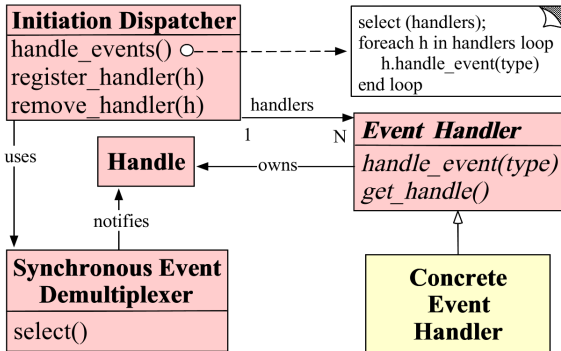 Initiation Dispatcher
handle_events()
register_handler(h)
remove_handler(h)
select (handlers);
foreach h in handlers loop
h.handle_event(type)
end loop
handlers
1
N
uses
Handle
owns
Event Handler
handle_event(type)
get_handle()
notifies
Synchronous Event
Demultiplexer
select()
Concrete
Event
Handler